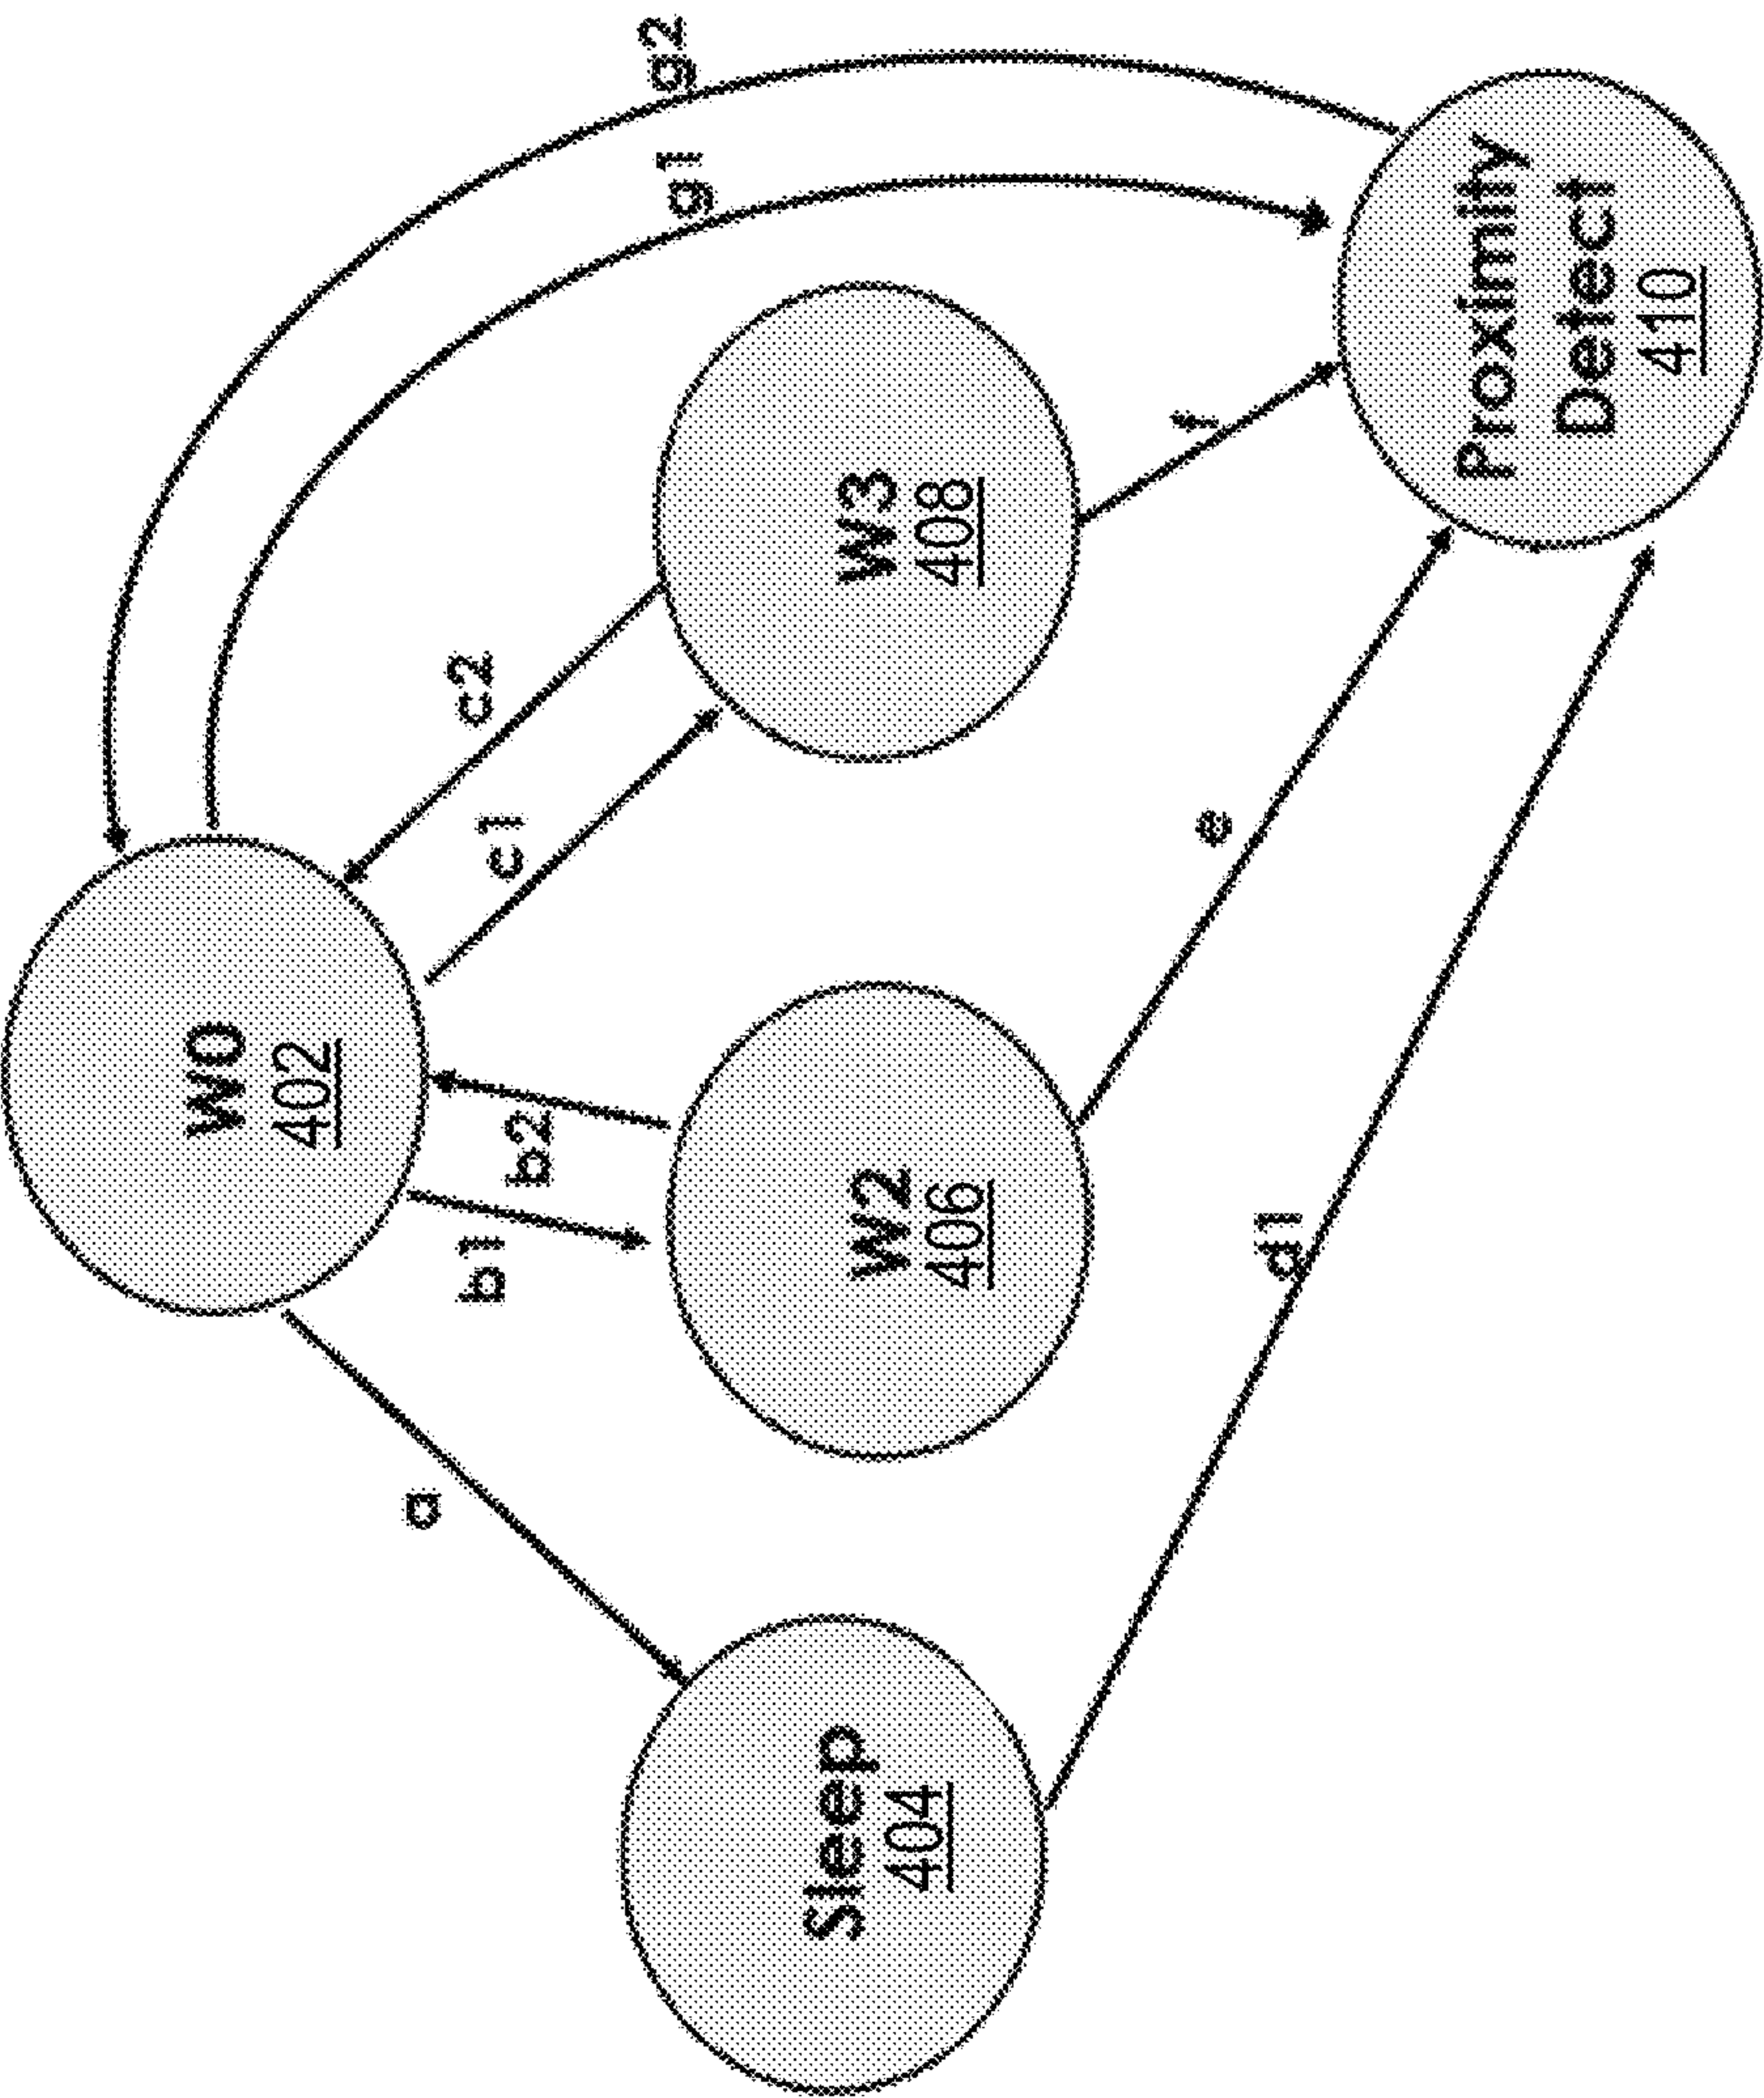 W0
402
a
b1
b2
c1
c2
g1
g2
Sleep
404
W2
406
W3
408
d1
e
f
Proximity
Detect
410